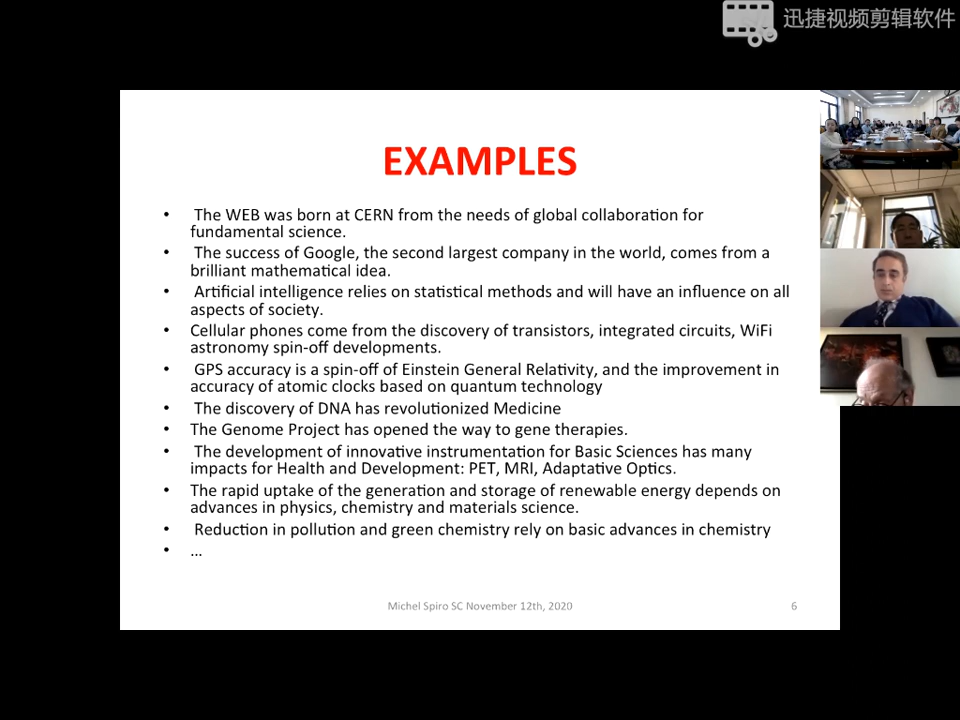 迅捷视频剪辑软件
EXAMPLES
• The WEB was born at CERN from the needs of global collaboration for
fundamental science.
• The success of Google, the second largest company in the world, comes from a
brilliant mathematical idea.
• Artificial intelligence relies on statistical methods and will have an influence on all
aspects of society.
• Cellular phones come from the discovery of transistors, integrated circuits, WiFi
astronomy spin-off developments.
• GPS accuracy is a spin-off of Einstein General Relativity, and the improvement in
accuracy of atomic clocks based on quantum technology
• The discovery of DNA has revolutionized Medicine
• The Genome Project has opened the way to gene therapies.
• The development of innovative instrumentation for Basic Sciences has many
impacts for Health and Development: PET, MRI, Adaptative Optics.
• The rapid uptake of the generation and storage of renewable energy depends on
advances in physics, chemistry and materials science.
• Reduction in pollution and green chemistry rely on basic advances in chemistry
• ...
Michel Spiro SC November 12th, 2020
6